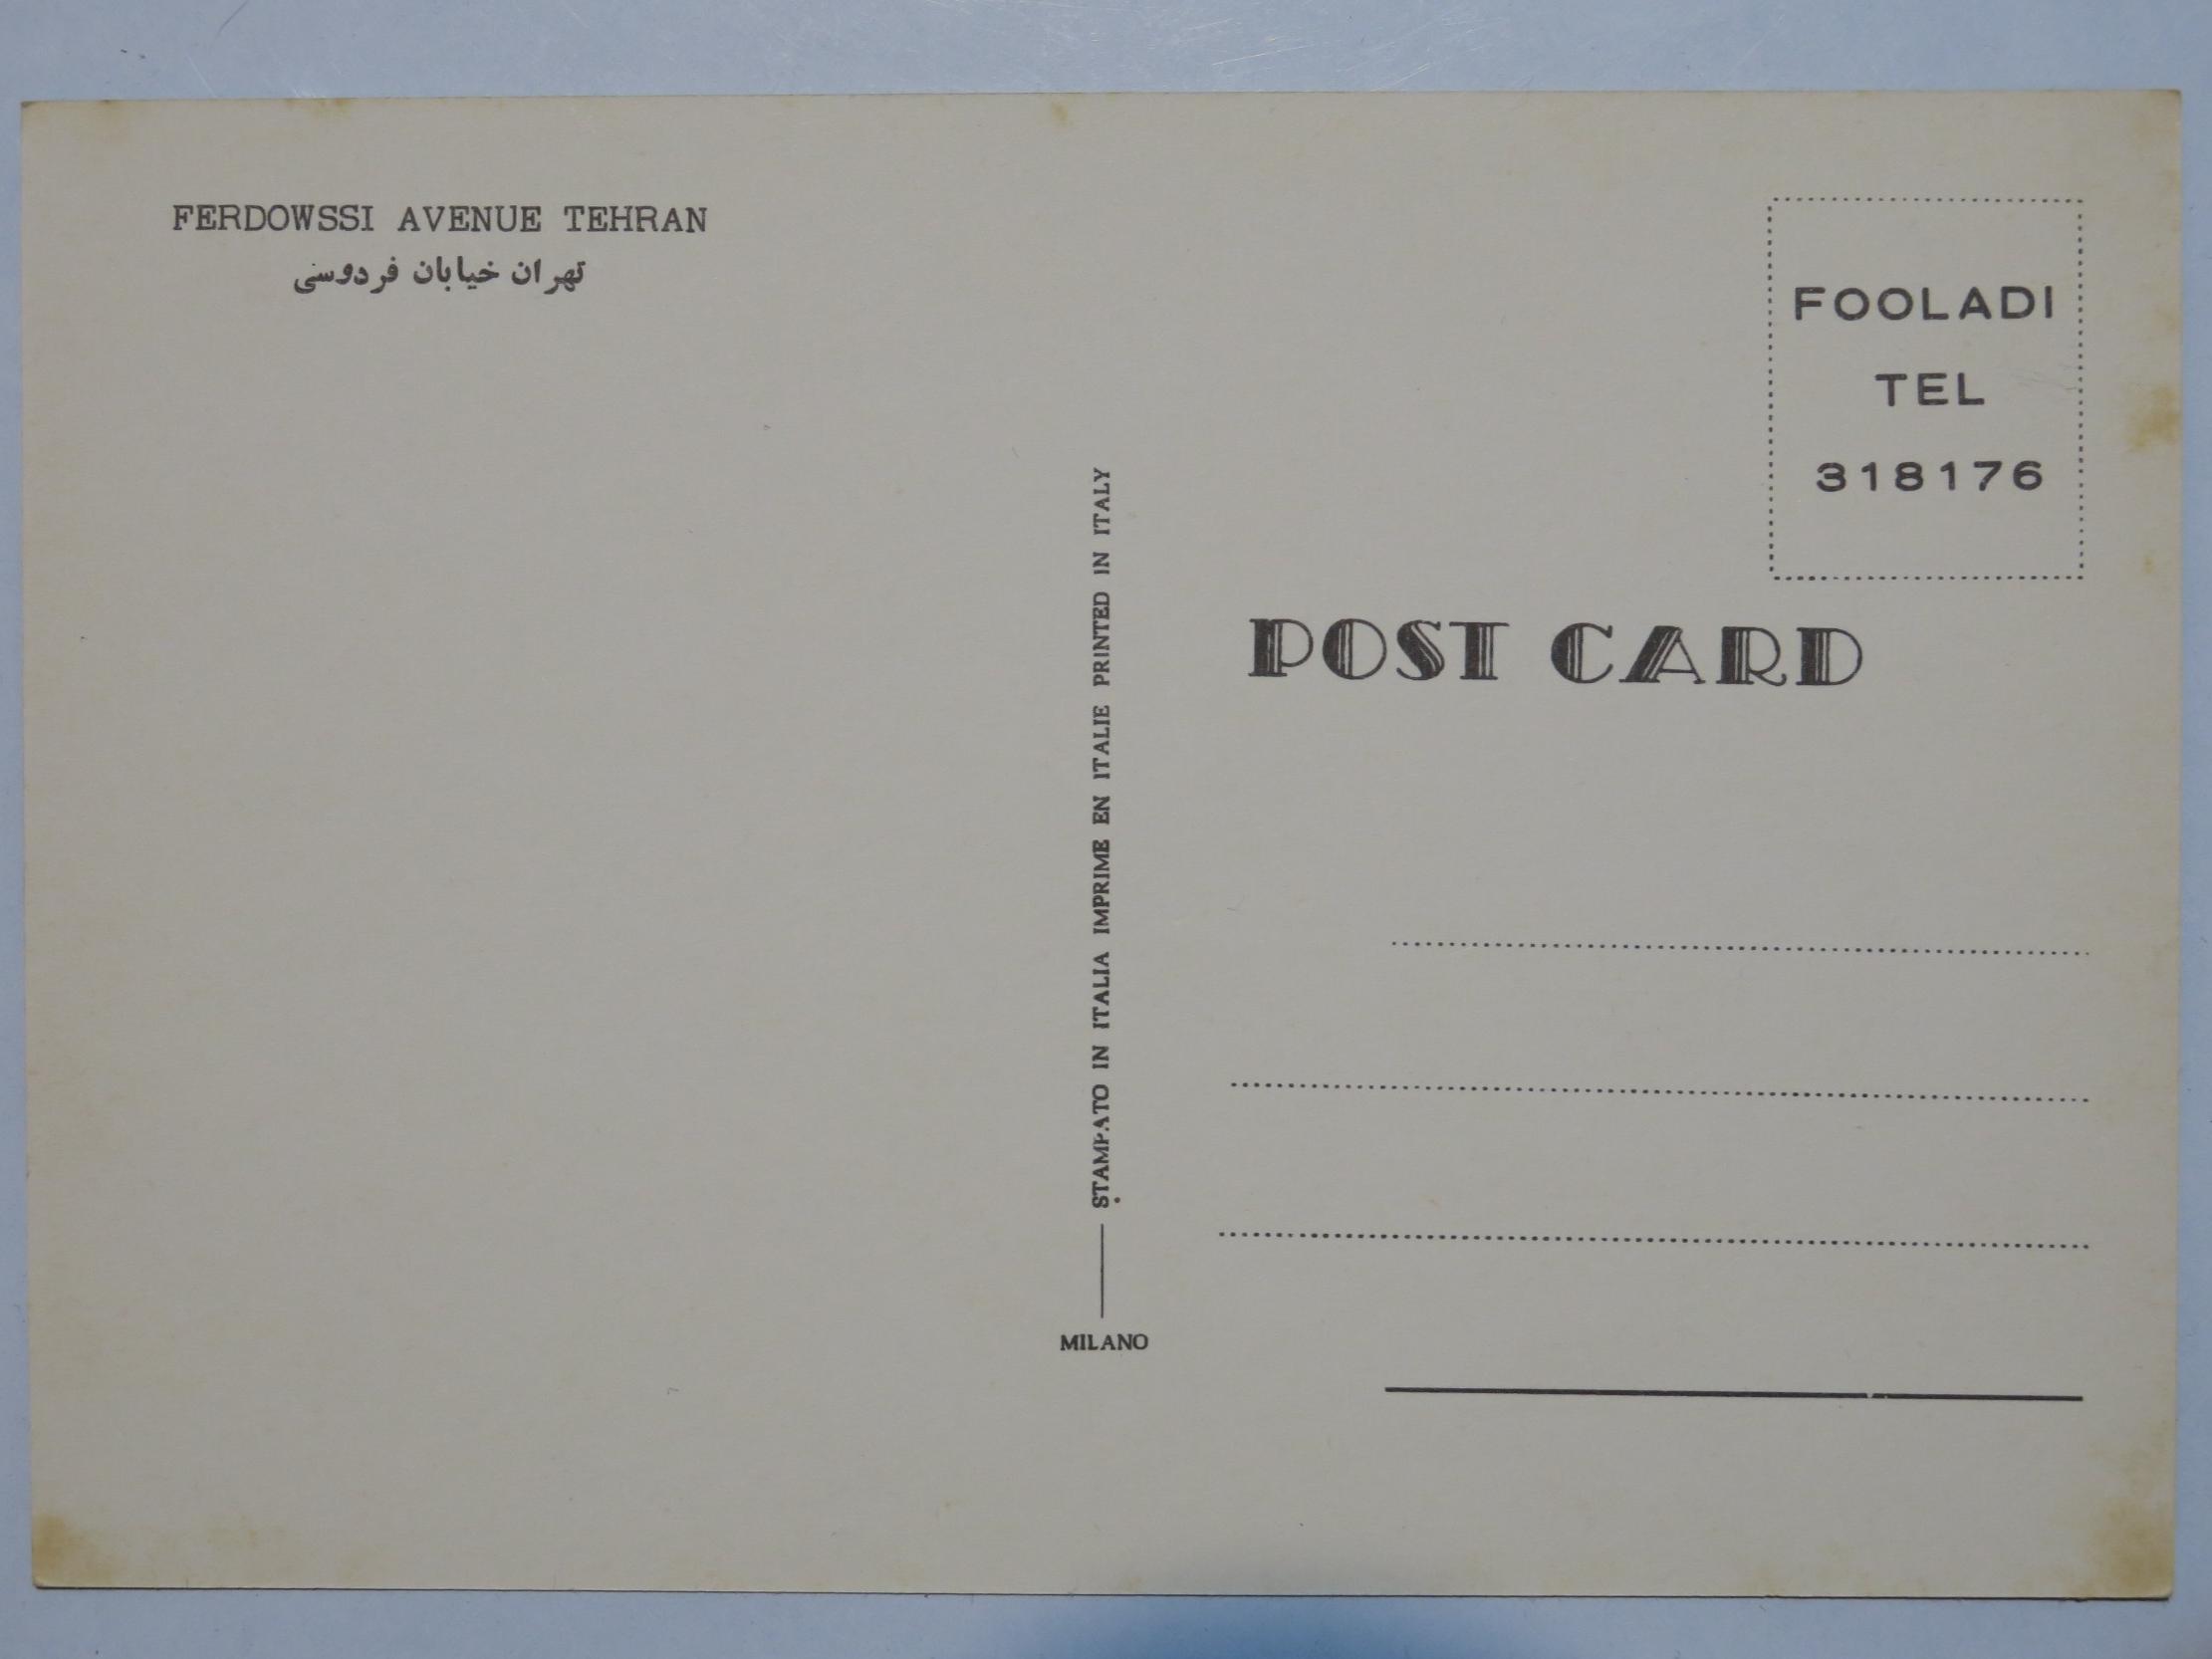 FERDOWSSI AVENUE TEHRAN
تهران خیابان فردوسی
STAMPATO IN ITALIA IMPRIME EN ITALIE PRINTED IN ITALY
MILANO
FOOLADI
TEL
318176
POST CARD